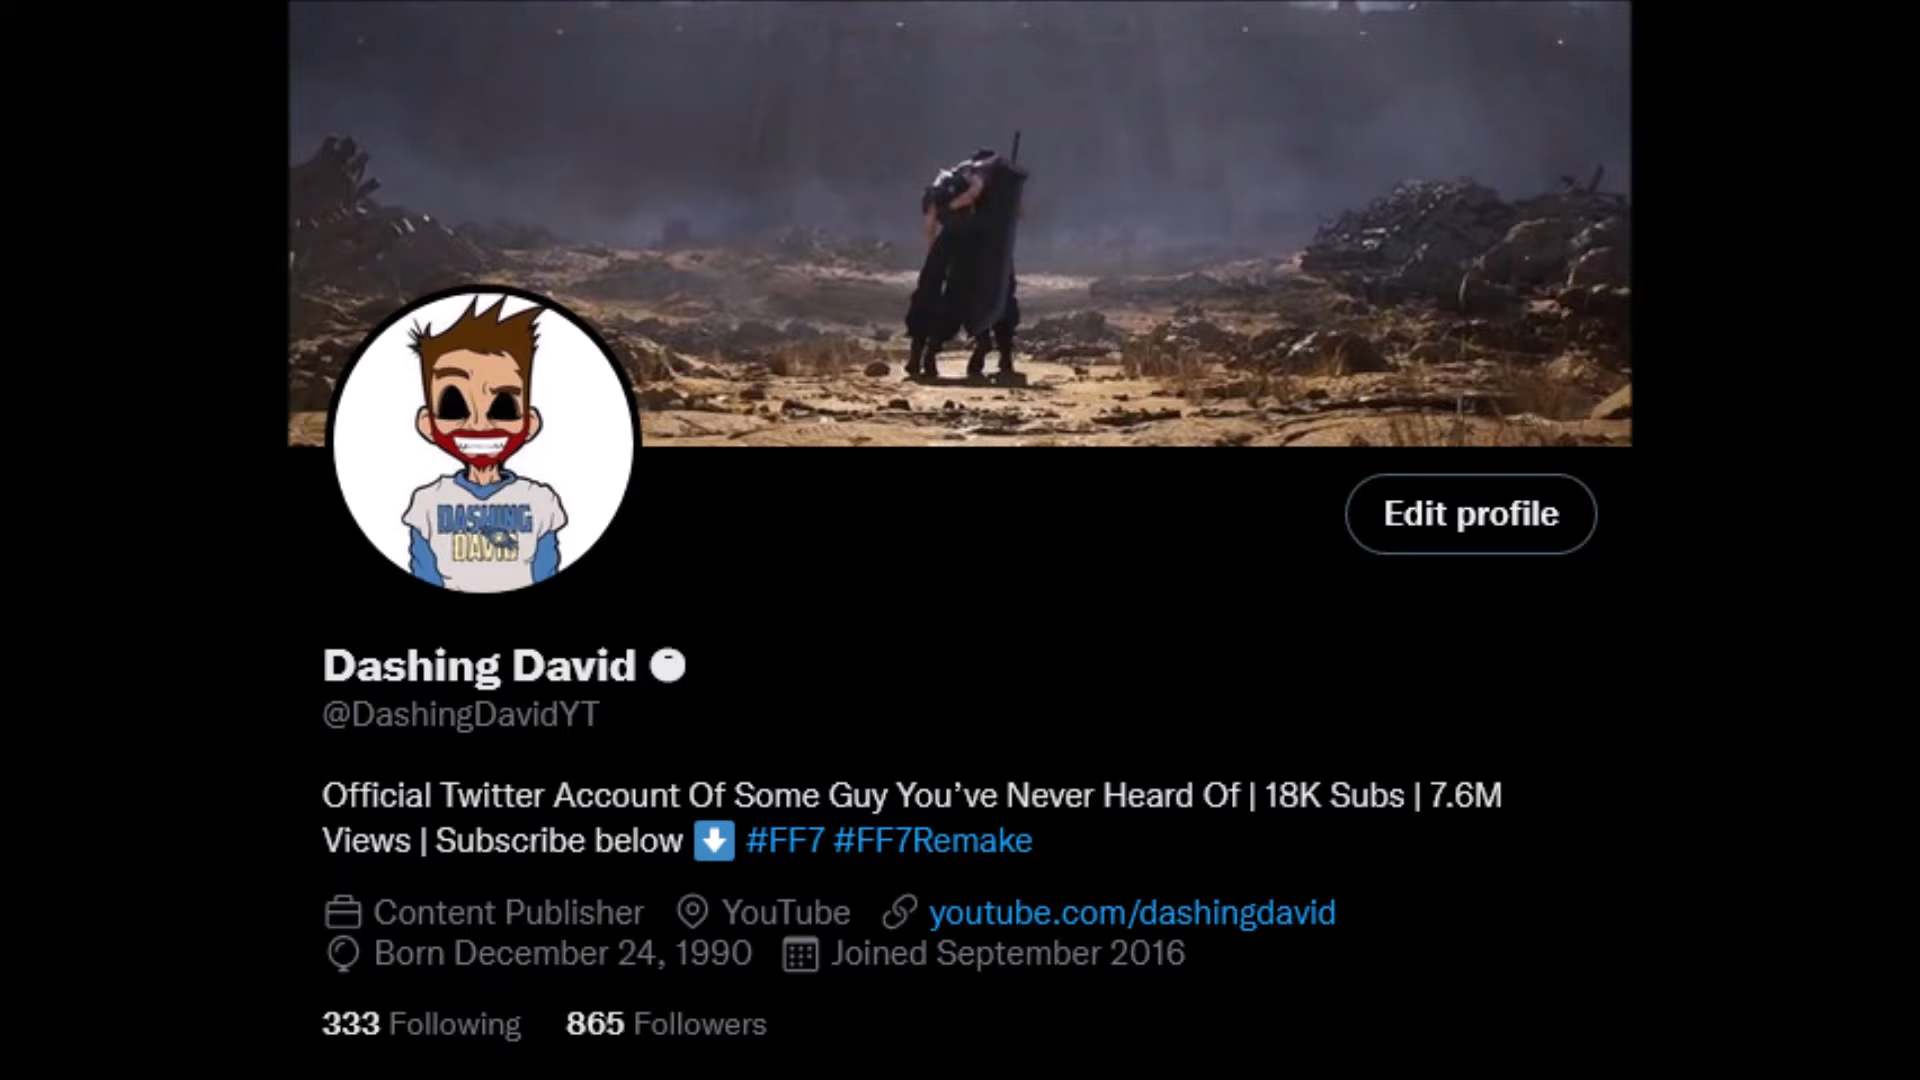 DASHING
DAVID
Edit profile
Dashing David
@DashingDavidYT
Official Twitter Account Of Some Guy You’ve Never Heard Of | 18K Subs | 7.6M
Views | Subscribe below ⬇️ #FF7 #FF7Remake
Content Publisher YouTube youtube.com/dashingdavid
Born December 24, 1990 Joined September 2016
333 Following 865 Followers